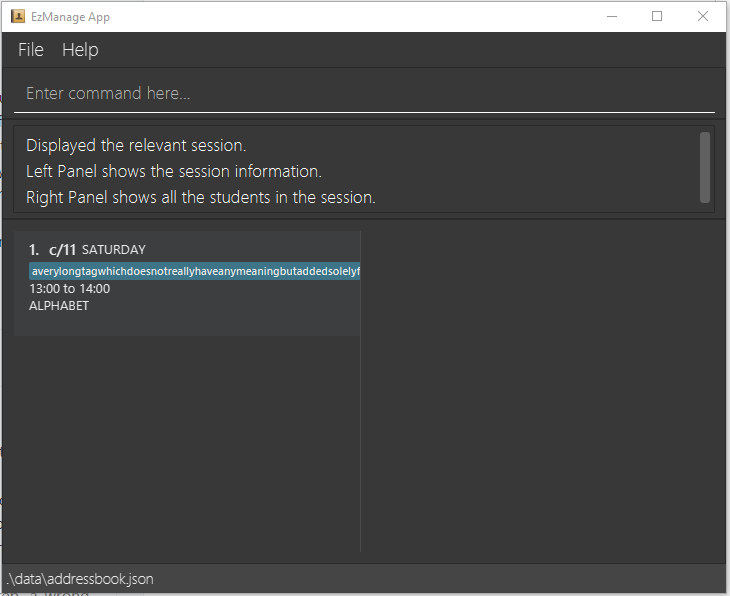 EzManage App
File Help
Enter command here...
Displayed the relevant session.
Left Panel shows the session information.
Right Panel shows all the students in the session.
1. c/11 SATURDAY
averylongtagwhichdoesnotreallyhaveanymeaningbutaddedsolelyf
13:00 to 14:00
ALPHABET
.\data\addressbook.json